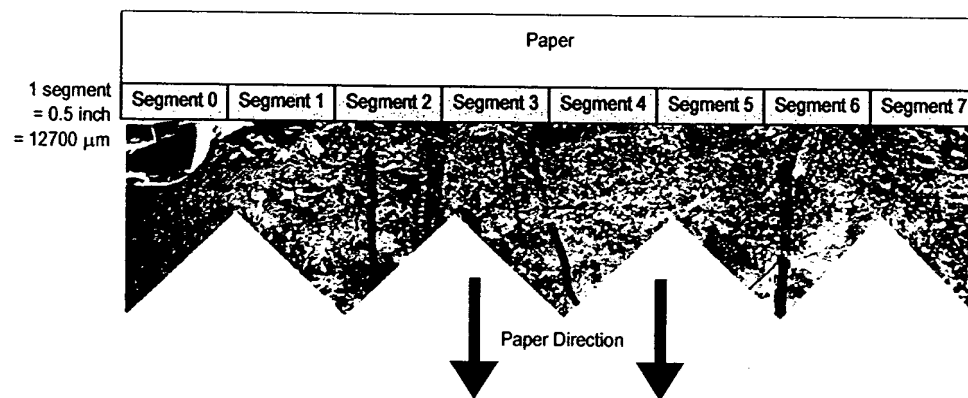 Paper
1 segment
= 0.5 inch
= 12700 µm
Segment 0 Segment 1 Segment 2 Segment 3 Segment 4 Segment 5 Segment 6 Segment 7
Paper Direction